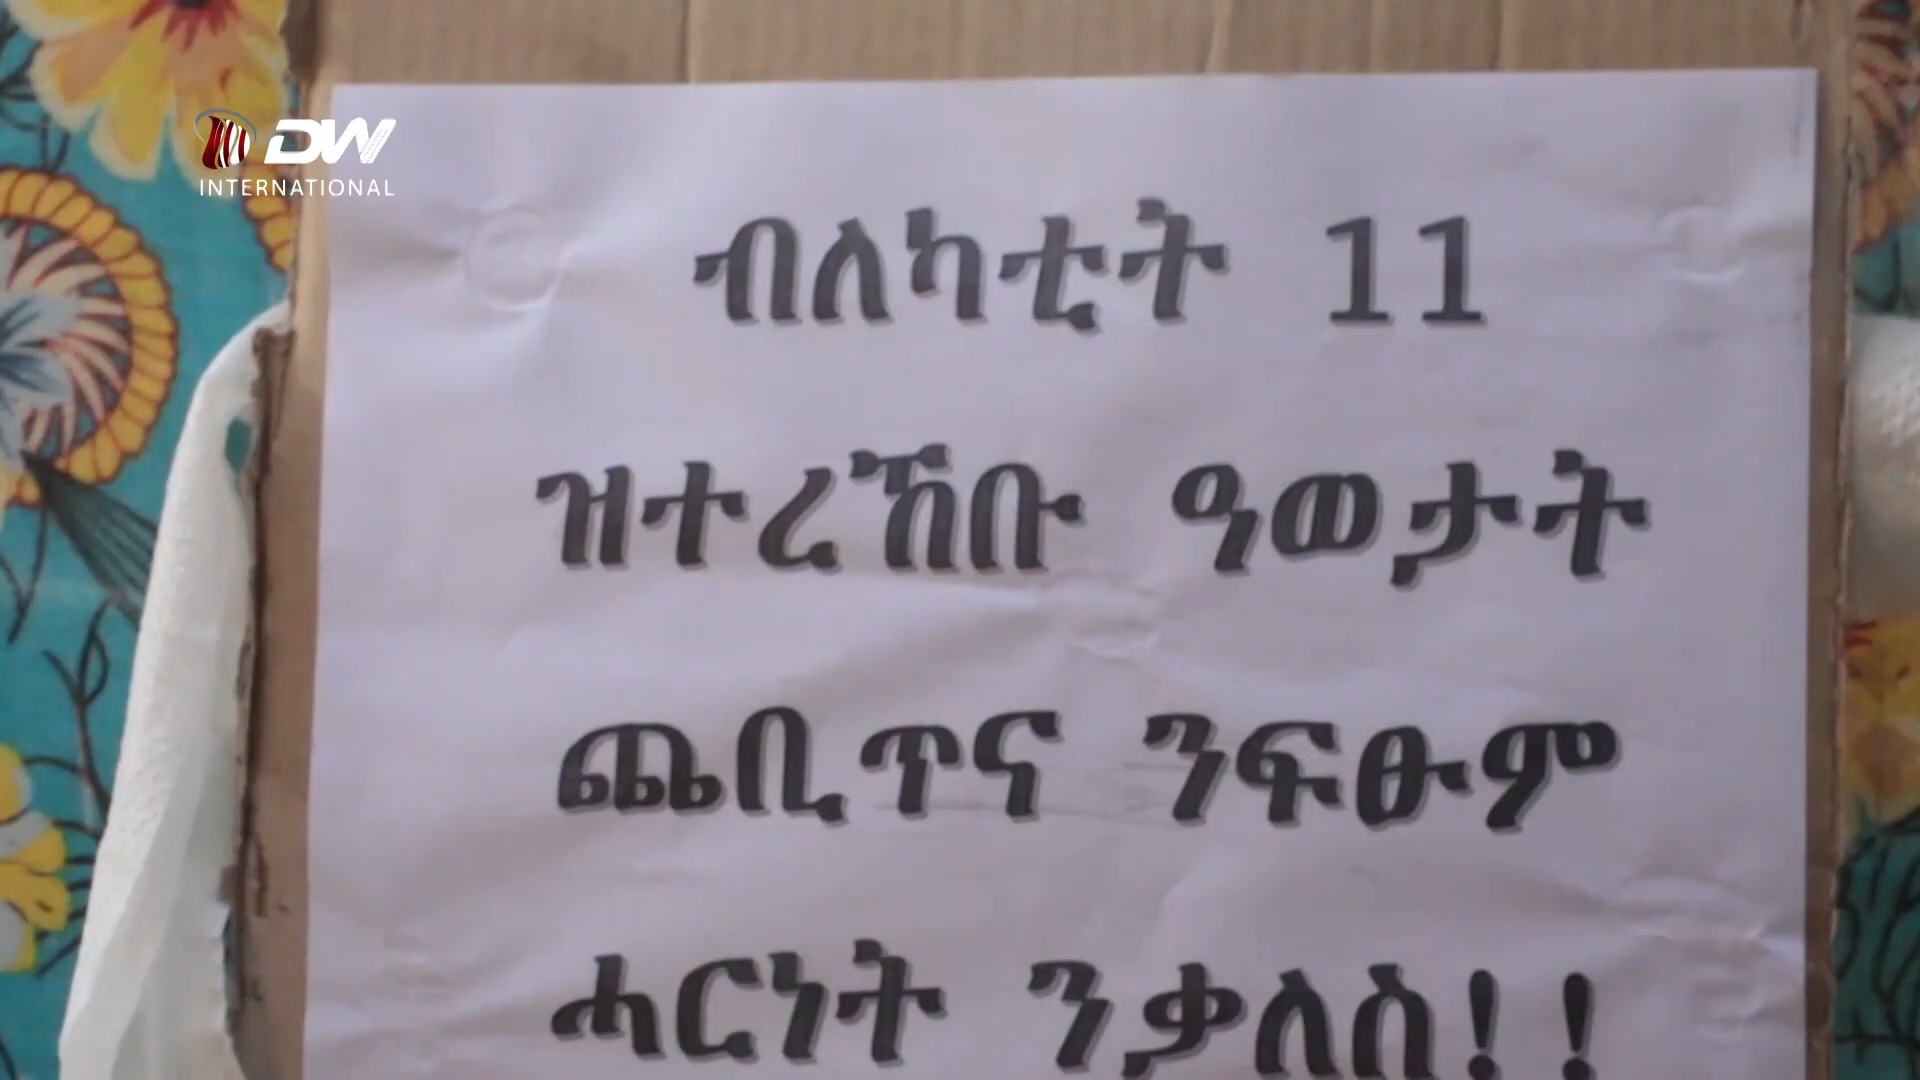 DW
INTERNATIONAL
ብለካቲት 11
ዝተረኸቡ ዓወታት
ጨቢጥና ንፍፁም
ሓርነት ንቃለስ!!